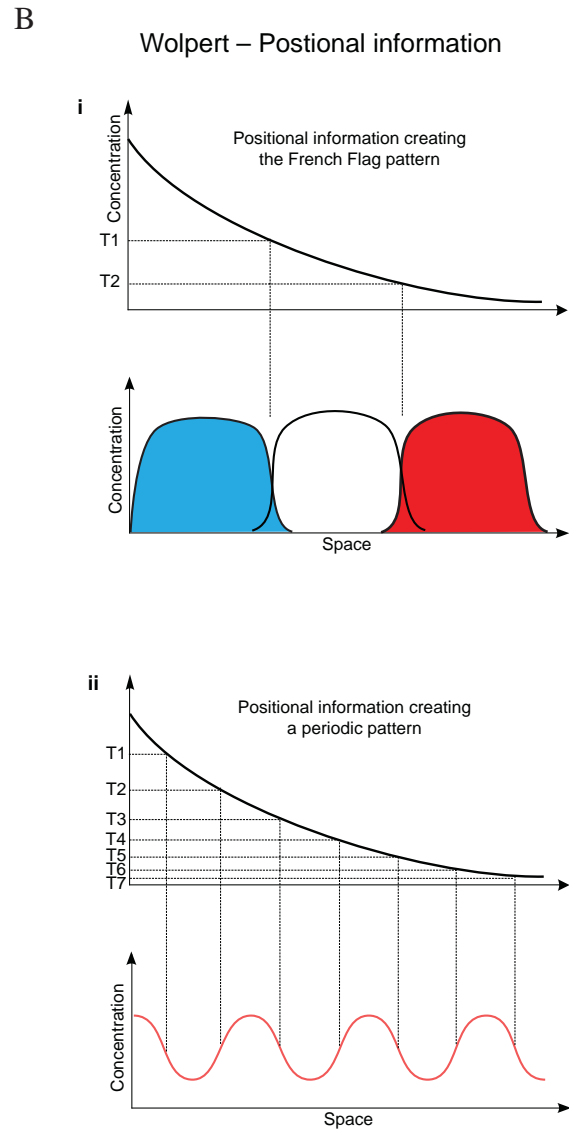 B
Wolpert – Postional information
i
Concentration
Positional information creating
the French Flag pattern
T1
T2
Concentration
Space
ii
Positional information creating
a periodic pattern
T1
T2
T3
T4
T5
T6
T7
Concentration
Space